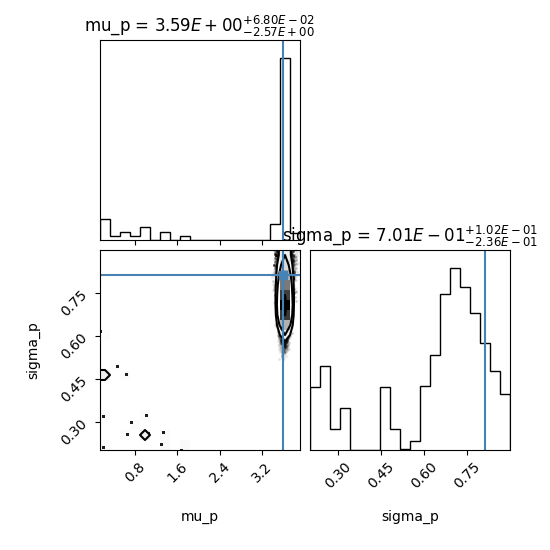 mu_p = 3.59E + 00+6.80E − 02−2.57E + 00
sigma_p = 7.01E − 01+1.02E − 01−2.36E − 01
0.75
0.60
0.45
0.30
sigma_p
0.8 1.6 2.4 3.2
mu_p
0.30 0.45 0.60 0.75
sigma_p